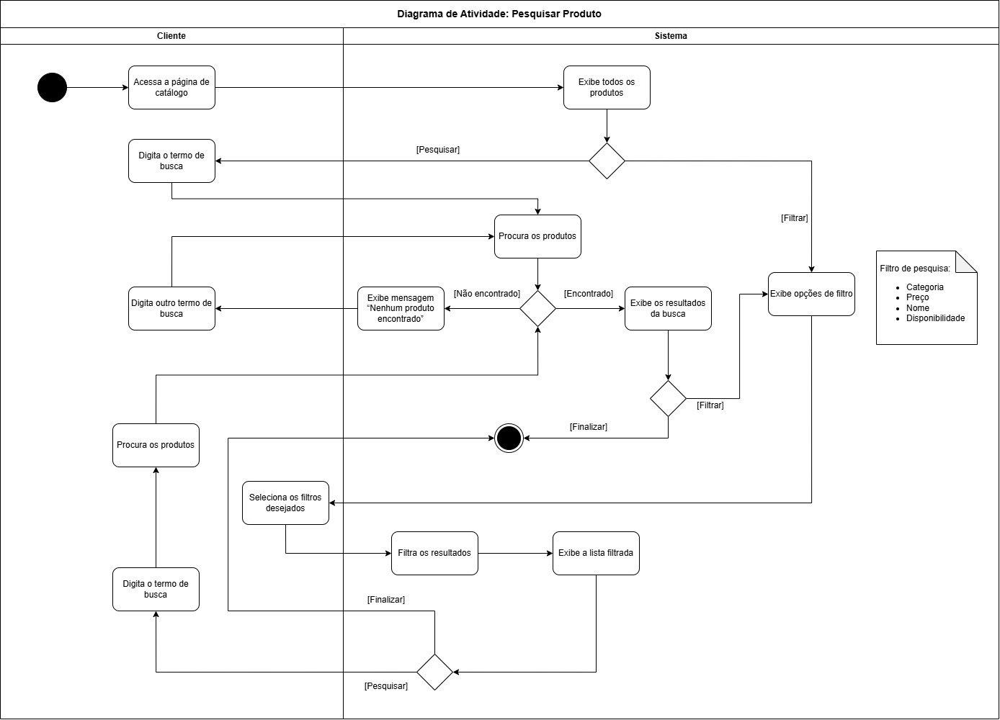 Diagrama de Atividade: Pesquisar Produto
Cliente
Sistema
Acessa a página de
catálogo
Exibe todos os
produtos
Digita o termo de
busca
[Pesquisar]
[Filtrar]
Procura os produtos
Filtro de pesquisa:
Categoria
Preço
Nome
Disponibilidade
Digita outro termo de
busca
Exibe mensagem
“Nenhum produto
encontrado”
[Não encontrado]
[Encontrado]
Exibe os resultados
da busca
Exibe opções de filtro
[Filtrar]
[Finalizar]
Procura os produtos
Seleciona os filtros
desejados
Filtra os resultados
Exibe a lista filtrada
Digita o termo de
busca
[Finalizar]
[Pesquisar]